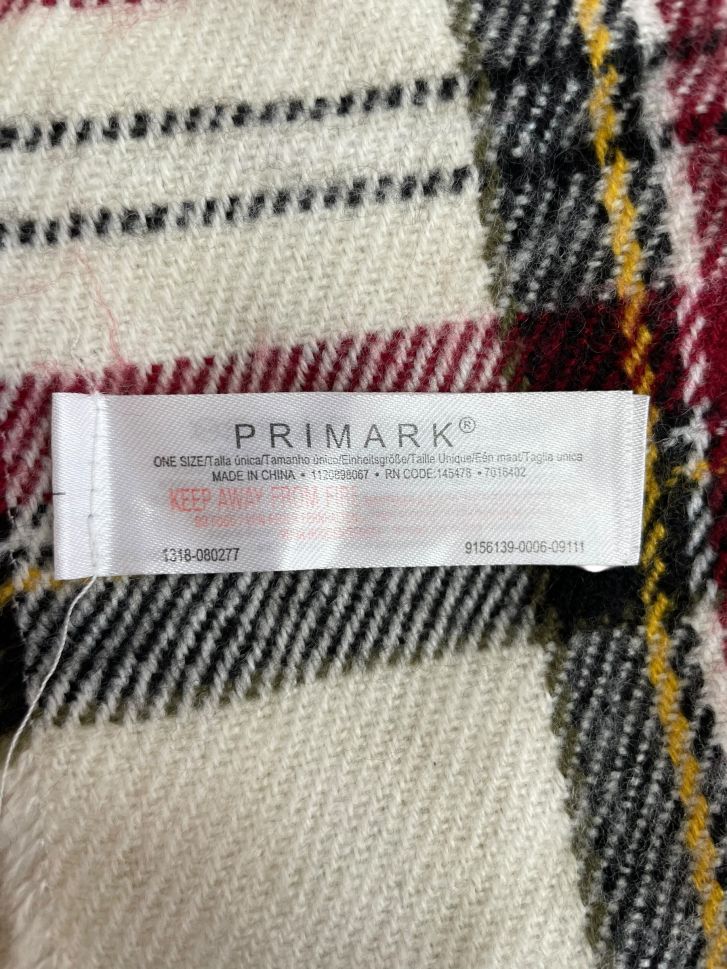 PRIMARK®
ONE SIZE/Talla única/Tamanho único/Einheitsgröße/Taille Unique/Eén maat/Taglia unica
MADE IN CHINA • 1120898067 • RN CODE:145478 • 7016402
KEEP AWAY FROM FIRE
1318-080277
9156139-0006-09111